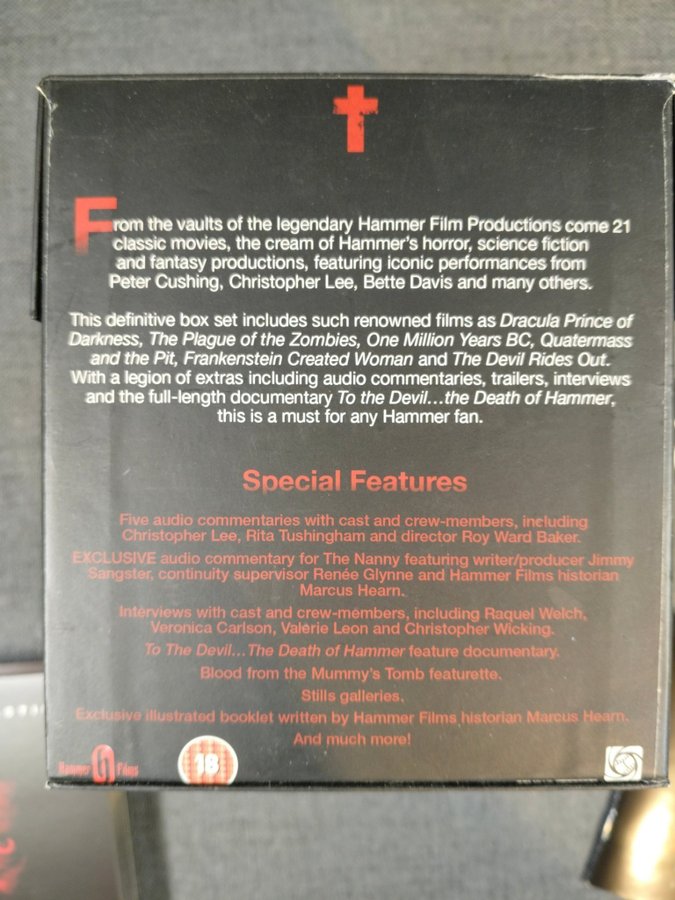 From the vaults of the legendary Hammer Film Productions come 21
classic movies, the cream of Hammer's horror, science fiction
and fantasy productions, featuring iconic performances from
Peter Cushing, Christopher Lee, Bette Davis and many others.
This definitive box set includes such renowned films as Dracula Prince of
Darkness, The Plague of the Zombies, One Million Years BC, Quatermass
and the Pit, Frankenstein Created Woman and The Devil Rides Out.
With a legion of extras including audio commentaries, trailers, interviews
and the full-length documentary To the Devil...the Death of Hammer,
this is a must for any Hammer fan.
Special Features
Five audio commentaries with cast and crew-members, including
Christopher Lee, Rita Tushingham and director Roy Ward Baker.
EXCLUSIVE audio commentary for The Nanny featuring writer/producer Jimmy
Sangster, continuity supervisor Renée Glynne and Hammer Films historian
Marcus Hearn.
Interviews with cast and crew-members, including Raquel Welch,
Veronica Carlson, Valerie Leon and Christopher Wicking.
To The Devil...The Death of Hammer feature documentary.
Blood from the Mummy's Tomb featurette.
Stills galleries.
Exclusive illustrated booklet written by Hammer Films historian Marcus Hearn.
And much more!
Hammer Films
18